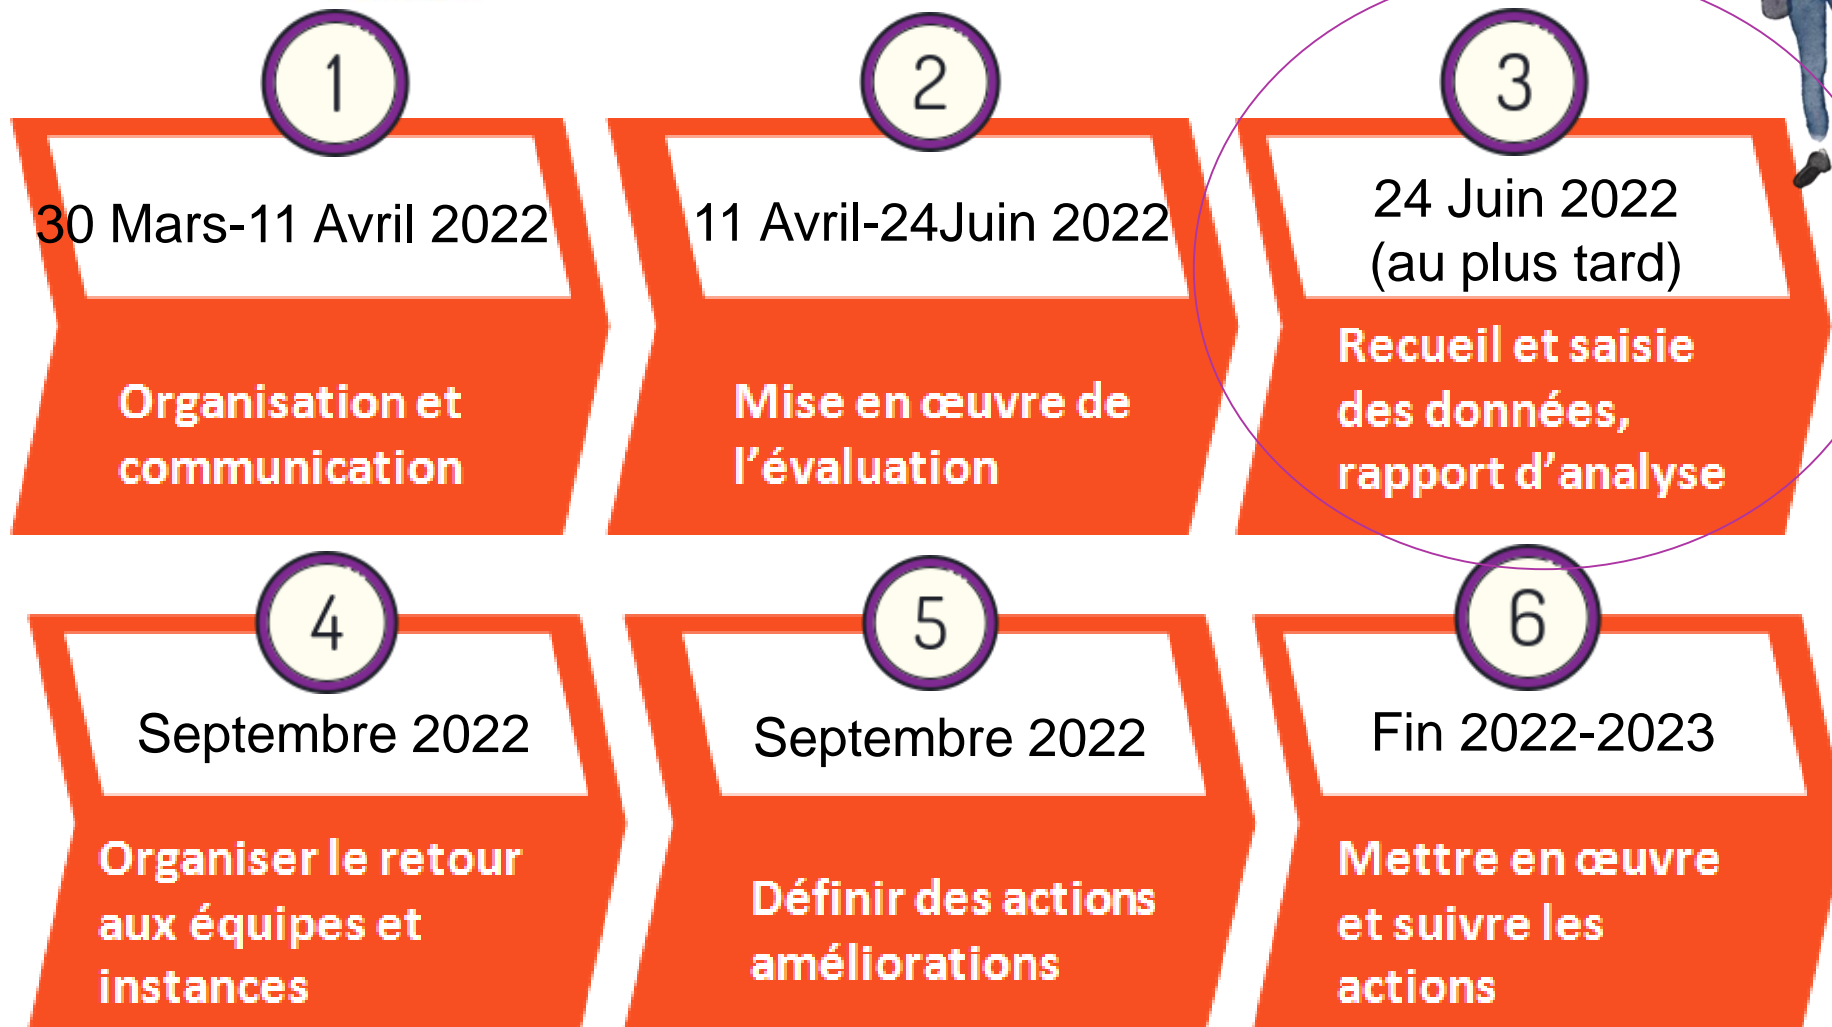 1
30 Mars-11 Avril 2022
Organisation et
communication
2
11 Avril-24Juin 2022
Mise en œuvre de
l’évaluation
3
24 Juin 2022
(au plus tard)
Recueil et saisie
des données,
rapport d’analyse
4
Septembre 2022
Organiser le retour
aux équipes et
instances
5
Septembre 2022
Définir des actions
améliorations
6
Fin 2022-2023
Mettre en œuvre
et suivre les
actions